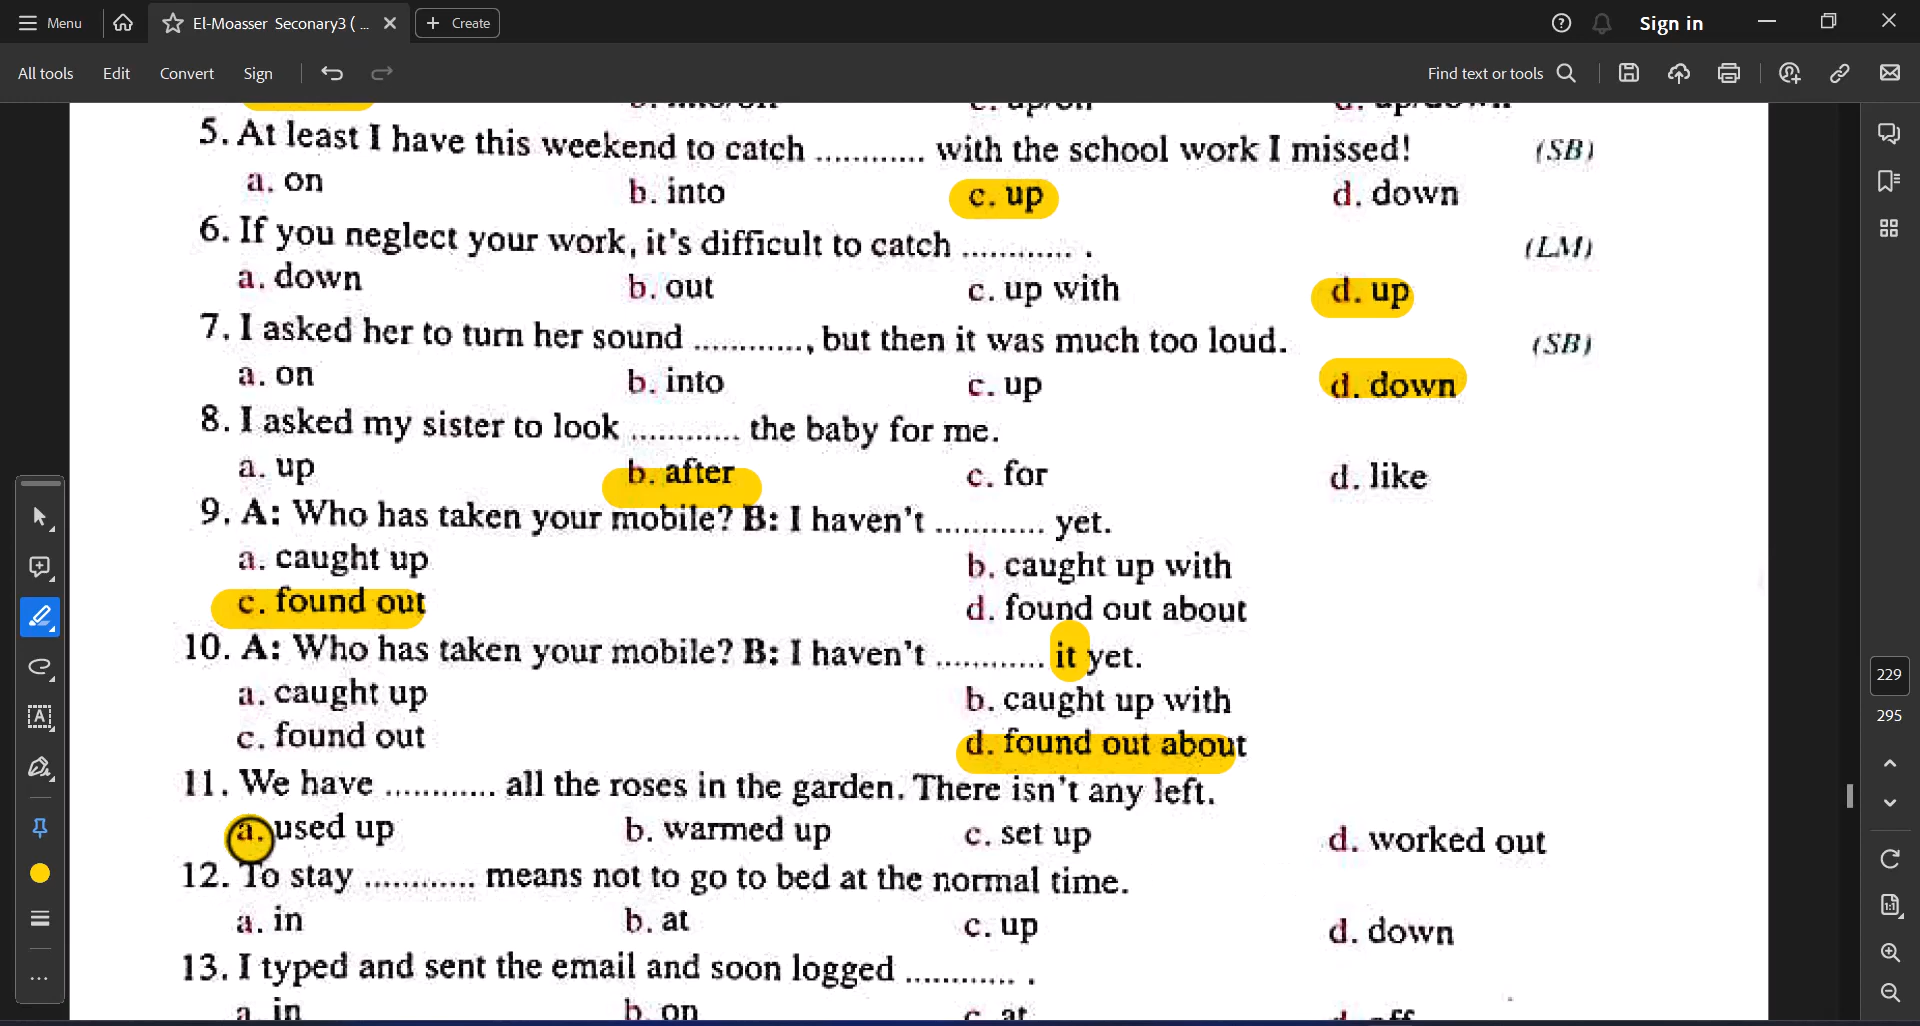 Menu
El-Moasser Seconary3 ( ...
Create
Sign in
All tools
Edit
Convert
Sign
Find text or tools
5. At least I have this weekend to catch ............ with the school work I missed! (SB)
a. on b. into c. up d. down
6. If you neglect your work, it's difficult to catch ............ . (LM)
a. down b. out c. up with d. up
7. I asked her to turn her sound ............, but then it was much too loud. (SB)
a. on b. into c. up d. down
8. I asked my sister to look ............ the baby for me.
a. up b. after c. for d. like
9. A: Who has taken your mobile? B: I haven't ............ yet.
a. caught up b. caught up with
c. found out d. found out about
10. A: Who has taken your mobile? B: I haven't ............ it yet.
a. caught up b. caught up with
c. found out d. found out about
11. We have ............ all the roses in the garden. There isn't any left.
a. used up b. warmed up c. set up d. worked out
12. To stay ............ means not to go to bed at the normal time.
a. in b. at c. up d. down
13. I typed and sent the email and soon logged ............ .
a. in b. on c. at d. off
229
295